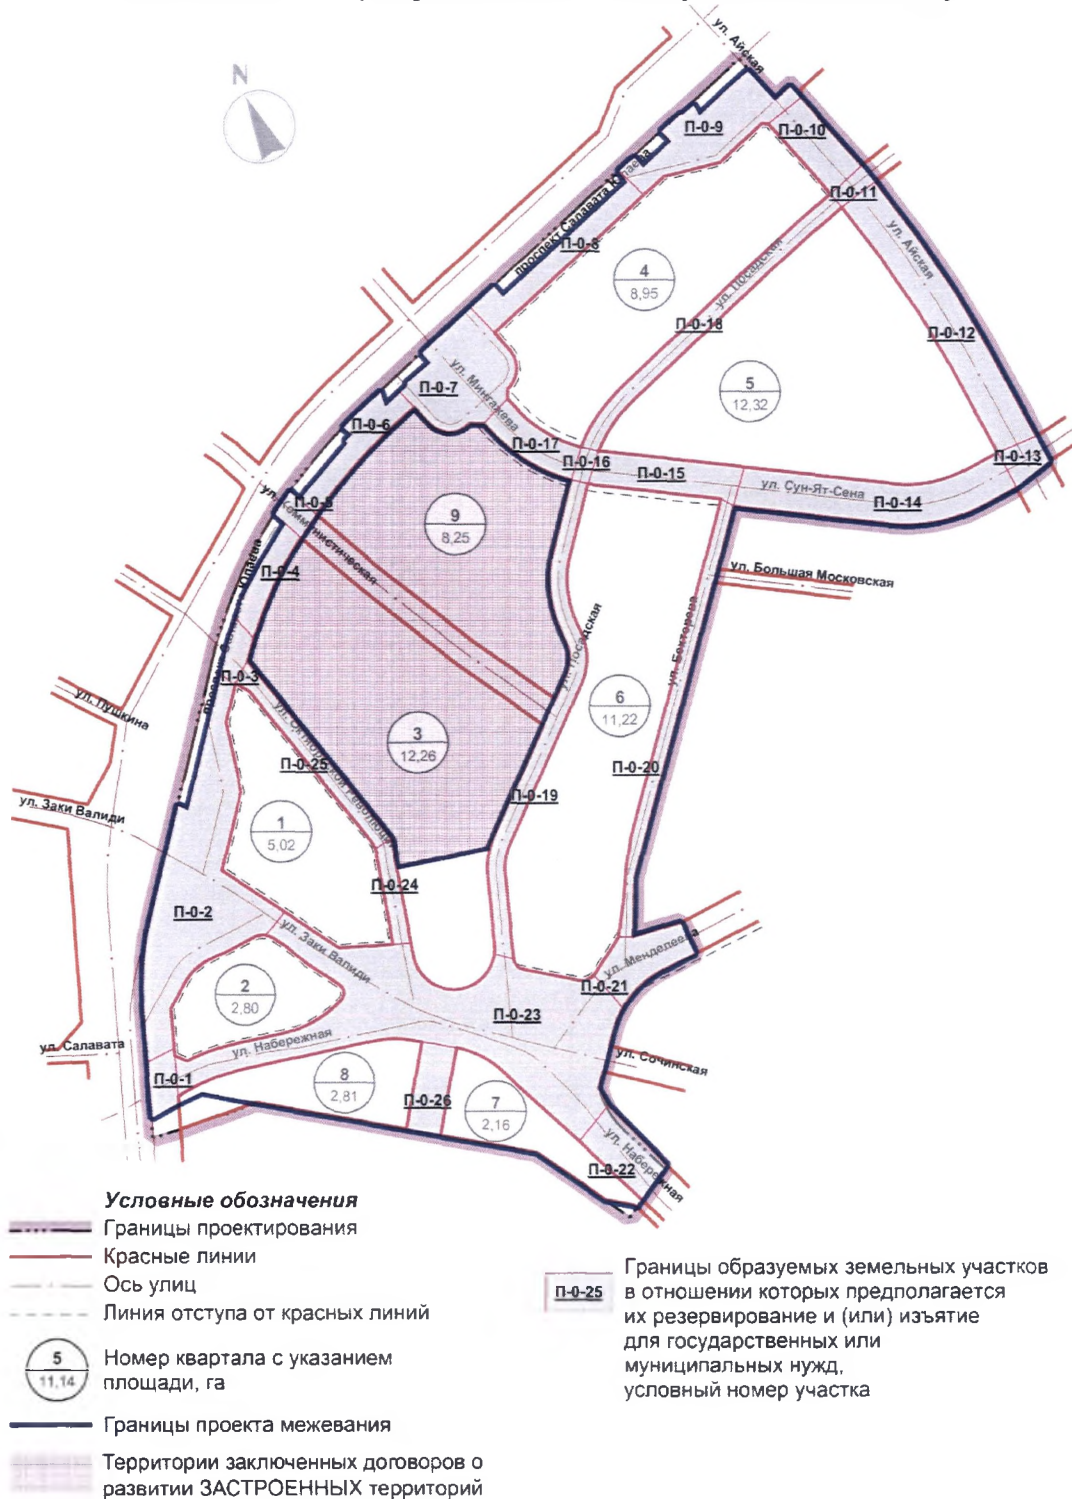 ул. Айская
N
П-0-9
П-0-10
П-0-11
проспект Салавата Юлаева
П-0-8
ул. Айская
4
8,95
ул. Посадская
П-0-18
П-0-12
П-0-7
ул. Мингажева
5
12,32
П-0-6
П-0-17
П-0-16
П-0-15
П-0-13
ул. Сун-Ят-Сена
П-0-14
П-0-5
ул. Коммунистическая
9
8,25
П-0-4
ул. Большая Московская
проспект Салавата Юлаева
ул. Посадская
ул. Бехтерева
П-0-3
ул. Пушкина
6
11,22
ул. Октябрьской Революции
3
12,26
П-0-25
П-0-20
П-0-19
ул. Заки Валиди
1
5,02
П-0-24
П-0-2
ул. Заки Валиди
ул. Менделеева
2
2,80
П-0-21
П-0-23
ул. Набережная
ул. Салавата
ул. Сочинская
П-0-1
8
2,81
П-0-26
7
2,16
П-0-22
ул. Набережная
Условные обозначения
Границы проектирования
Красные линии
Ось улиц
Линия отступа от красных линий
5
11,14
Номер квартала с указанием
площади, га
Границы проекта межевания
Территории заключенных договоров о
развитии ЗАСТРОЕННЫХ территорий
П-0-25
Границы образуемых земельных участков
в отношении которых предполагается
их резервирование и (или) изъятие
для государственных или
муниципальных нужд,
условный номер участка